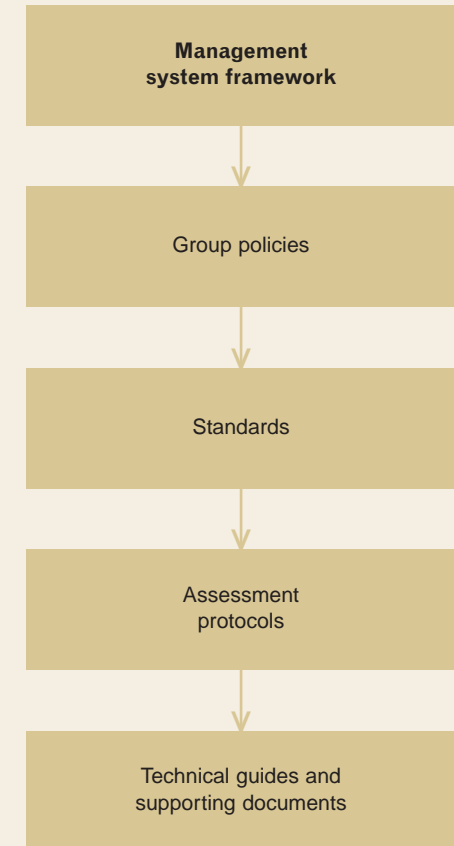 Management
system framework
Group policies
Standards
Assessment
protocols
Technical guides and
supporting documents